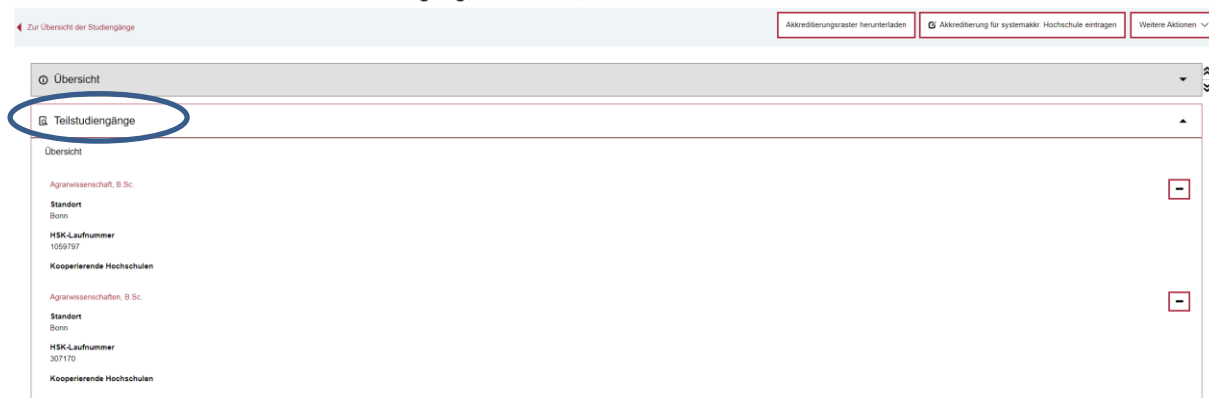 Zur Übersicht der Studiengänge
Akkreditierungsraster herunterladen
Akkreditierung für systemakkr. Hochschule eintragen
Weitere Aktionen
Übersicht
Teilstudiengänge
Übersicht
Agrarwissenschaft, B.Sc.
Standort
Bonn
HSK-Laufnummer
1059797
Kooperierende Hochschulen
Agrarwissenschaften, B.Sc.
Standort
Bonn
HSK-Laufnummer
307170
Kooperierende Hochschulen